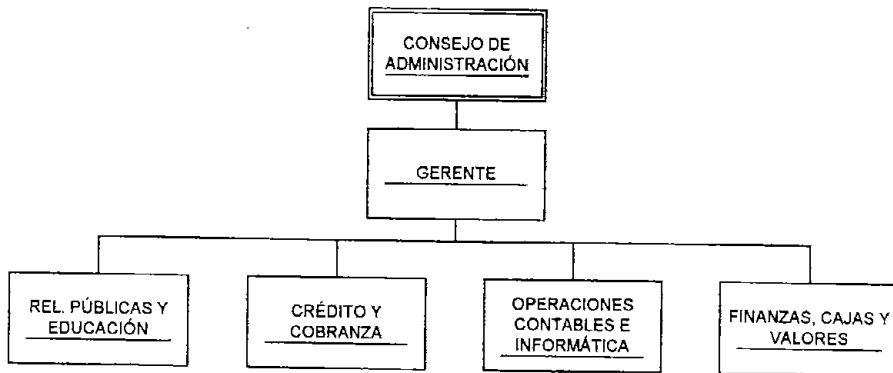 CONSEJO DE
ADMINISTRACIÓN
GERENTE
REL. PÚBLICAS Y
EDUCACIÓN
CRÉDITO Y
COBRANZA
OPERACIONES
CONTABLES E
INFORMÁTICA
FINANZAS, CAJAS Y
VALORES